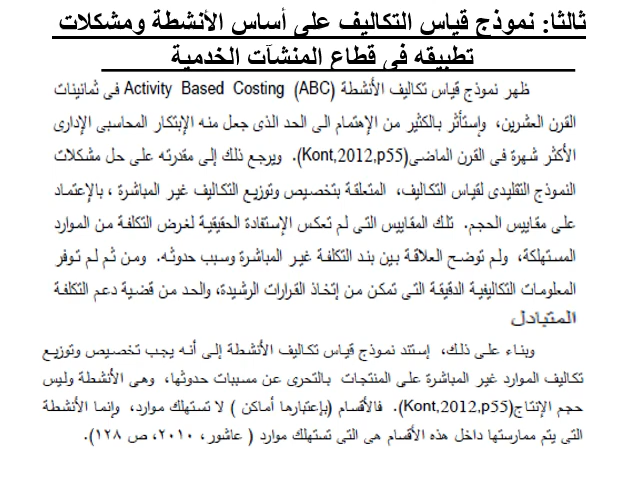 ثالثا: نموذج قياس التكاليف على أساس الأنشطة ومشكلات
تطبيقه فى قطاع المنشآت الخدمية
ظهر نموذج قياس تكاليف الأنشطة Activity Based Costing (ABC) فى ثمانينات
القرن العشرين، وإستأثر بالكثير من الإهتمام الى الحد الذى جعل منه الإبتكار المحاسبى الإدارى
الأكثر شهرة فى القرن الماضى(Kont,2012,p55). ويرجع ذلك إلى مقدرته على حل مشكلات
النموذج التقليدى لقياس التكاليف، المتعلقة بتخصيص وتوزيع التكاليف غير المباشرة ، بالإعتماد
على مقاييس الحجم. تلك المقاييس التى لم تعكس الإستفادة الحقيقية لغرض التكلفة من الموارد
المستهلكة، ولم توضح العلاقة بين بند التكلفة غير المباشرة وسبب حدوثه. ومن ثم لم توفر
المعلومات التكاليفية الدقيقة التى تمكن من إتخاذ القرارات الرشيدة، والحد من قضية دعم التكلفة
المتبادل
وبناء على ذلك، إستند نموذج قياس تكاليف الأنشطة إلى أنه يجب تخصيص وتوزيع
تكاليف الموارد غير المباشرة على المنتجات بالتحرى عن مسببات حدوثها، وهى الأنشطة وليس
حجم الإنتاج(Kont,2012,p55). فالأقسام (بإعتبارها أماكن ) لا تستهلك موارد، وإنما الأنشطة
التى يتم ممارستها داخل هذه الأقسام هى التى تستهلك موارد ( عاشور، ٢٠١٠، ص ١٢٨).